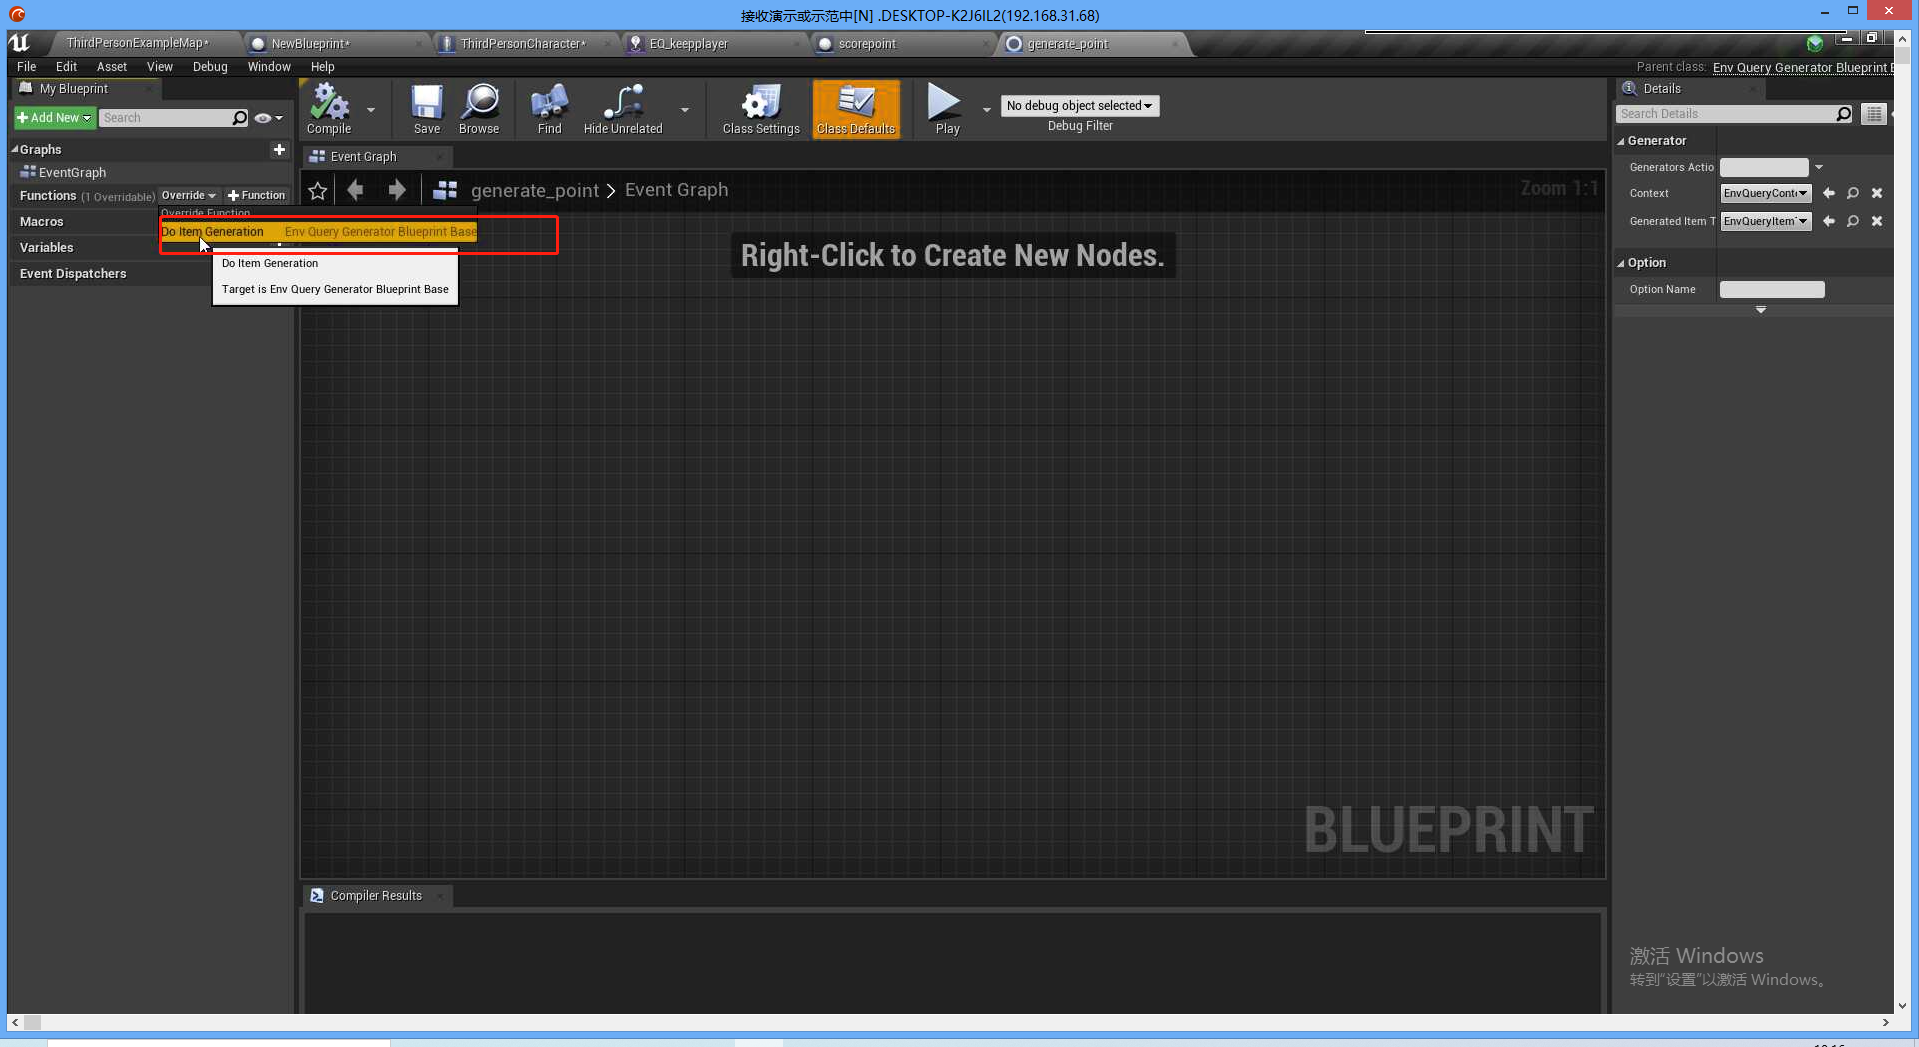 接收演示或示范中[N] .DESKTOP-K2J6IL2(192.168.31.68)
ThirdPersonExampleMap*
NewBlueprint*
ThirdPersonCharacter*
EQ_keepplayer
scorepoint
generate_point
File Edit Asset View Debug Window Help
Parent class: Env Query Generator Blueprint B
My Blueprint
Add New
Search
Graphs
EventGraph
Functions (1 Overridable) Override Function
Override Function
Macros
Do Item Generation Env Query Generator Blueprint Base
Variables
Do Item Generation
Event Dispatchers
Target is Env Query Generator Blueprint Base
Compile
Save
Browse
Find
Hide Unrelated
Class Settings
Class Defaults
Play
No debug object selected
Debug Filter
Event Graph
generate_point > Event Graph
Zoom 1:1
Right-Click to Create New Nodes.
BLUEPRINT
Compiler Results
Details
Search Details
Generator
Generators Actio
Context EnvQueryConte
Generated Item T EnvQueryItemT
Option
Option Name
激活 Windows
转到“设置”以激活 Windows。